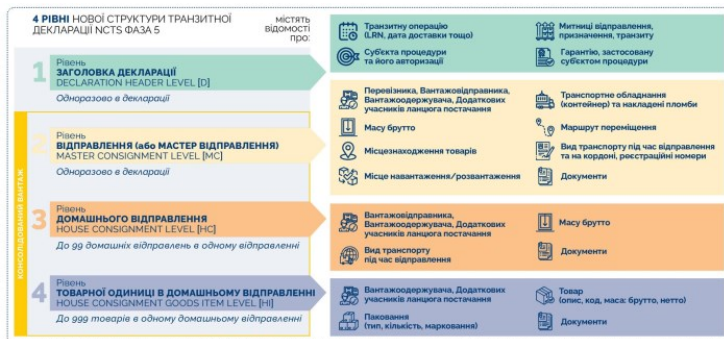 4 РІВНІ НОВОЇ СТРУКТУРИ ТРАНЗИТНОЇ
ДЕКЛАРАЦІЇ NCTS ФАЗА 5
містять
відомості
про:
1
Рівень
ЗАГОЛОВКА ДЕКЛАРАЦІЇ
DECLARATION HEADER LEVEL [D]
Одноразово в декларації
Транзитну операцію
(LRN, дата доставки тощо)
Суб'єкта процедури
та його авторизації
Митниці відправлення,
призначення, транзиту
Гарантію, застосовану
суб'єктом процедури
КОНСОЛІДОВАНИЙ ВАНТАЖ
2
Рівень
ВІДПРАВЛЕННЯ (або МАСТЕР ВІДПРАВЛЕННЯ)
MASTER CONSIGNMENT LEVEL [MC]
Одноразово в декларації
Перевізника, Вантажовідправника,
Вантажоодержувача, Додаткових
учасників ланцюга постачання
Масу брутто
Місцезнаходження товарів
Місце навантаження/розвантаження
Транспортне обладнання
(контейнер) та накладені пломби
Маршрут переміщення
Вид транспорту під час відправлення
та на кордоні, реєстраційні номери
Документи
3
Рівень
ДОМАШНЬОГО ВІДПРАВЛЕННЯ
HOUSE CONSIGNMENT LEVEL [HC]
До 99 домашніх відправлень в одному відправленні
Вантажовідправника,
Вантажоодержувача, Додаткових
учасників ланцюга постачання
Вид транспорту
під час відправлення
Масу брутто
Документи
4
Рівень
ТОВАРНОЇ ОДИНИЦІ В ДОМАШНЬОМУ ВІДПРАВЛЕННІ
HOUSE CONSIGNMENT GOODS ITEM LEVEL [HI]
До 999 товарів в одному домашньому відправленні
Вантажоодержувача, Додаткових
учасників ланцюга постачання
Паковання
(тип, кількість, марковання)
Товар
(опис, код, маса: брутто, нетто)
Документи